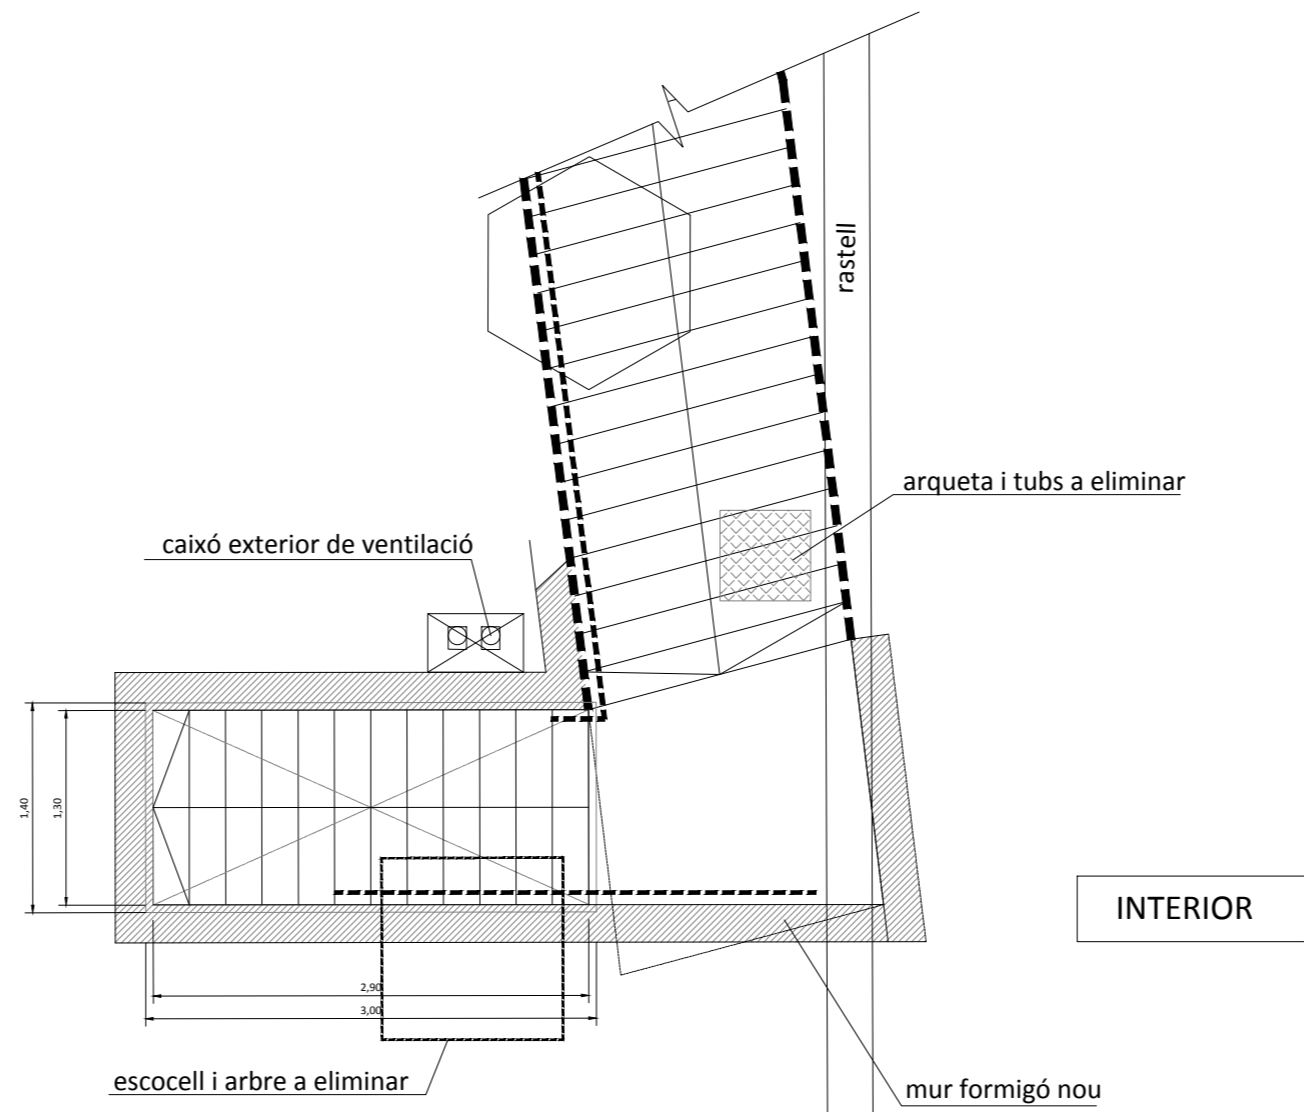 rastell
arqueta i tubs a eliminar
caixó exterior de ventilació
1,40
1,30
INTERIOR
2,90
3,00
escocell i arbre a eliminar
mur formigó nou